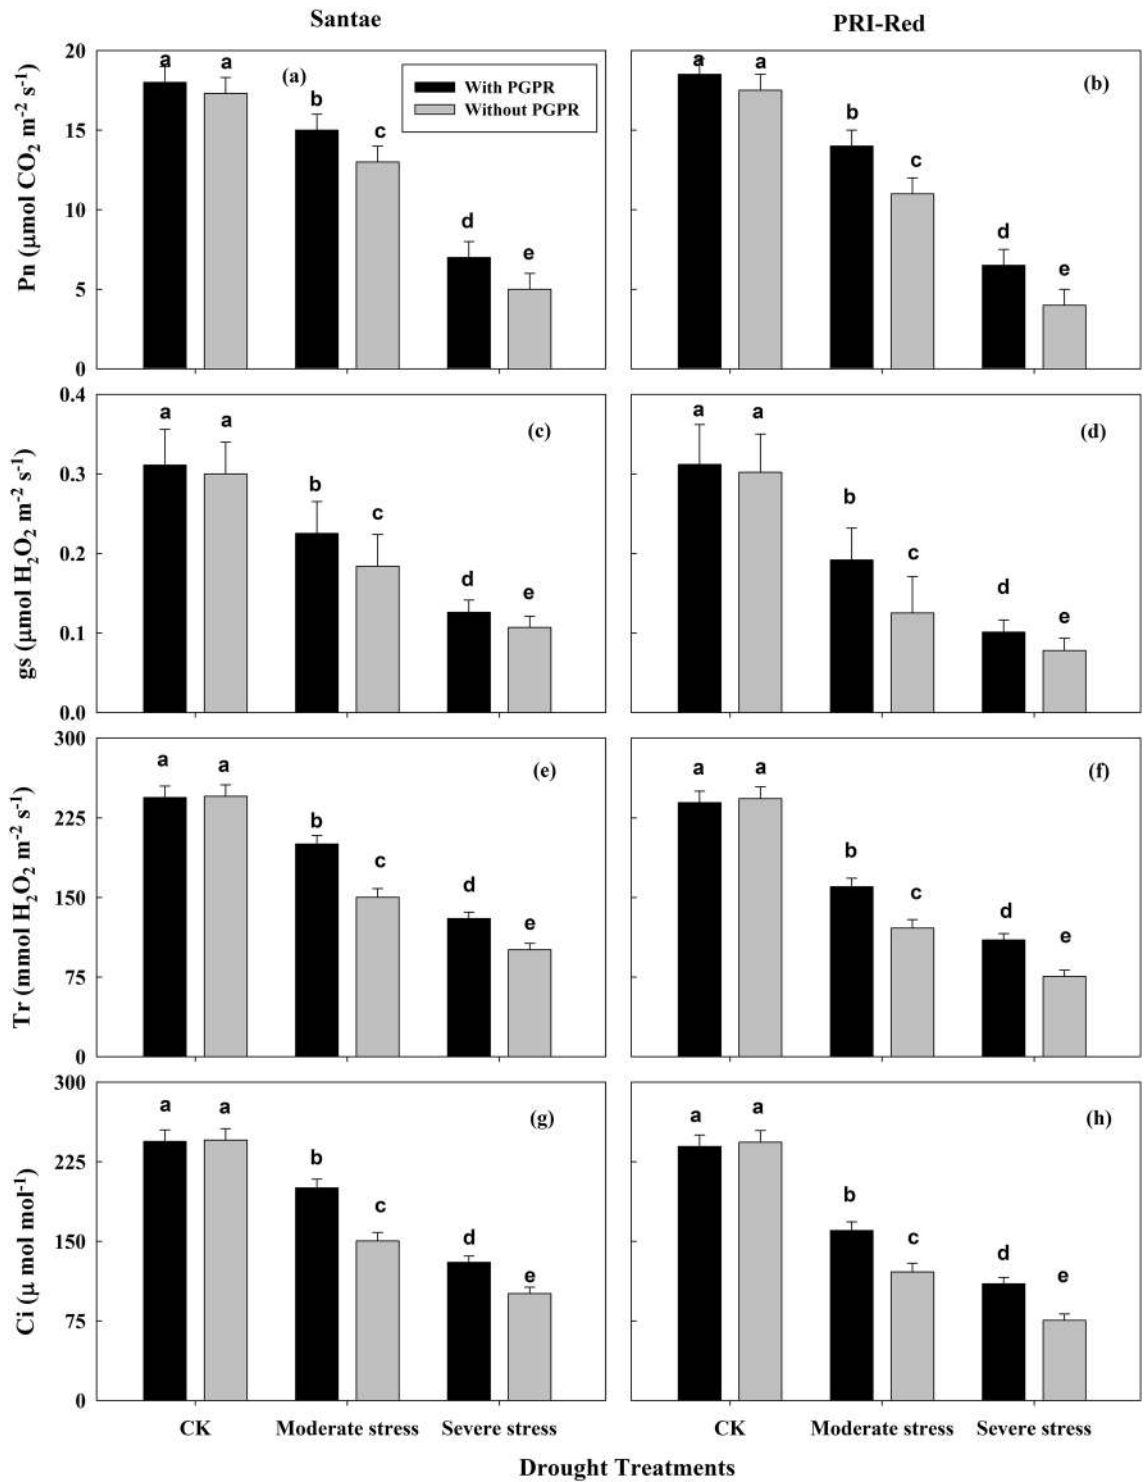 Santae
PRI-Red
20
15
10
5
0
Pn (μmol CO₂ m⁻² s⁻¹)
(a)
With PGPR
Without PGPR
a
a
b
c
d
e
(b)
a
a
b
c
d
e
0.4
0.3
0.2
0.1
0.0
gs (μmol H₂O₂ m⁻² s⁻¹)
(c)
a
a
b
c
d
e
(d)
a
a
b
c
d
e
300
225
150
75
0
Tr (mmol H₂O₂ m⁻² s⁻¹)
(e)
a
a
b
c
d
e
(f)
a
a
b
c
d
e
300
225
150
75
0
Ci (μ mol mol⁻¹)
(g)
a
a
b
c
d
e
(h)
a
a
b
c
d
e
CK
Moderate stress
Severe stress
CK
Moderate stress
Severe stress
Drought Treatments